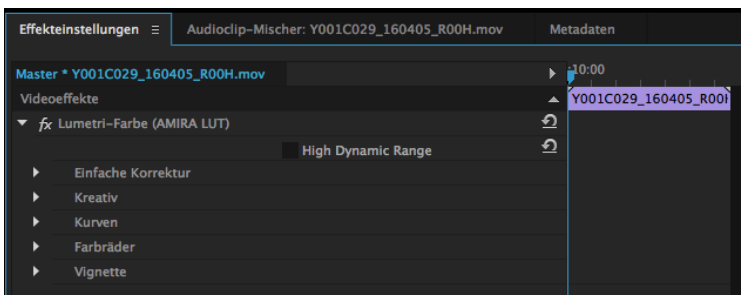 Effekteinstellungen Audioclip-Mischer: Y001C029_160405_R00H.mov Metadaten
Master * Y001C029_160405_R00H.mov :10:00
Videoeffekte Y001C029_160405_R00H
fx Lumetri-Farbe (AMIRA LUT)
High Dynamic Range
Einfache Korrektur
Kreativ
Kurven
Farbräder
Vignette